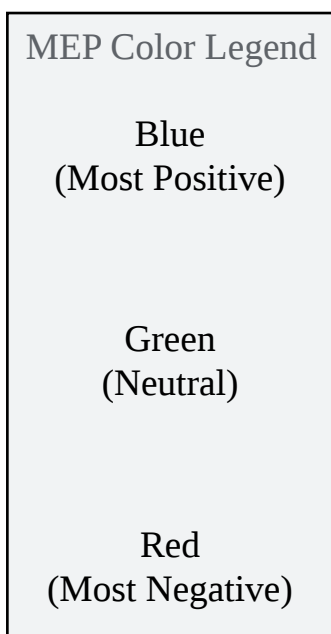 MEP Color Legend
Blue
(Most Positive)
Green
(Neutral)
Red
(Most Negative)